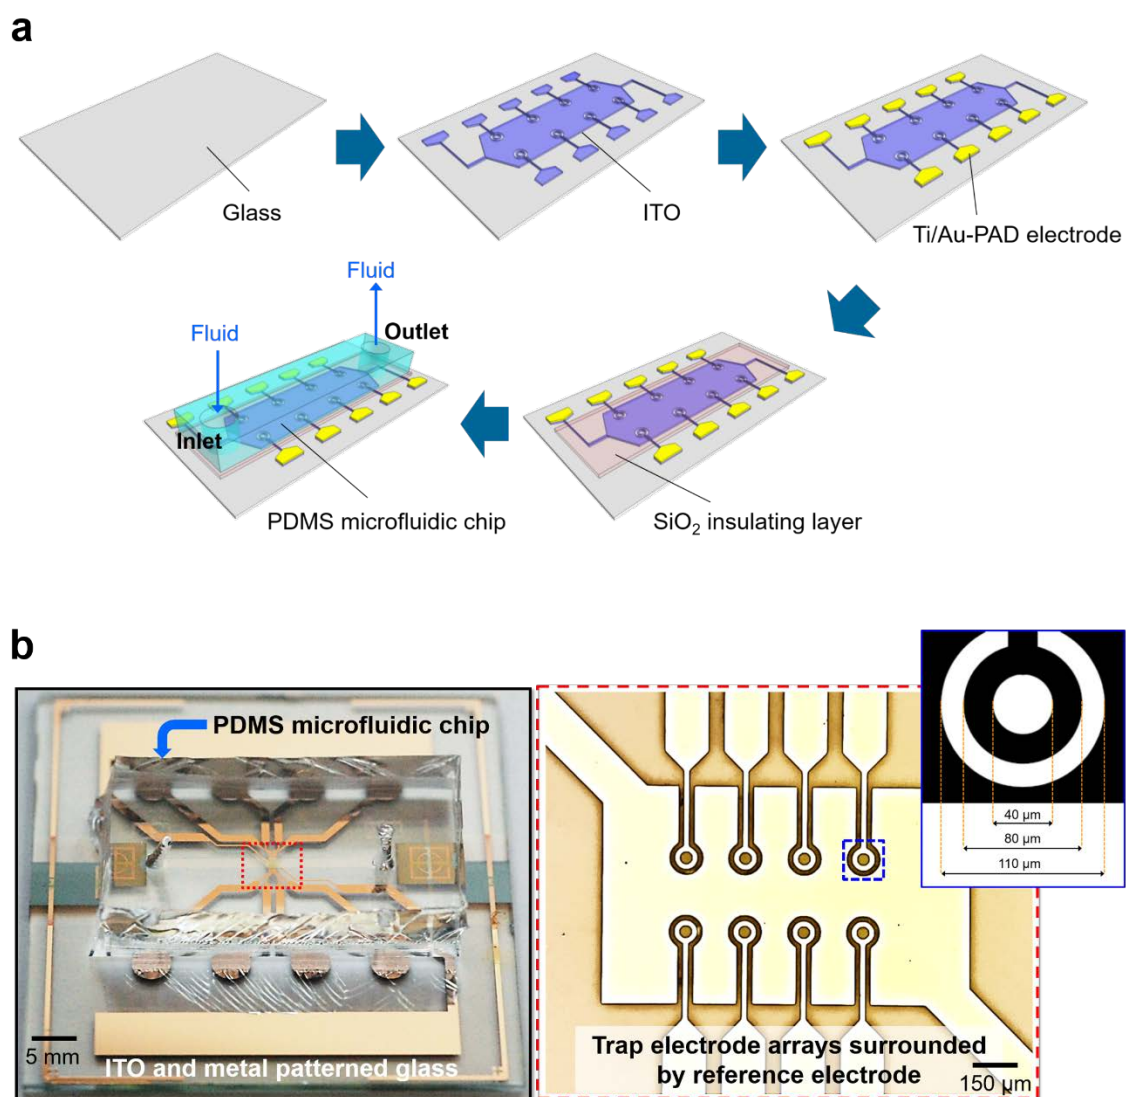 a
Glass
ITO
Ti/Au-PAD electrode
Fluid
Fluid
Outlet
Inlet
PDMS microfluidic chip
SiO₂ insulating layer
b
PDMS microfluidic chip
5 mm
ITO and metal patterned glass
Trap electrode arrays surrounded
by reference electrode
150 μm
40 μm
80 μm
110 μm